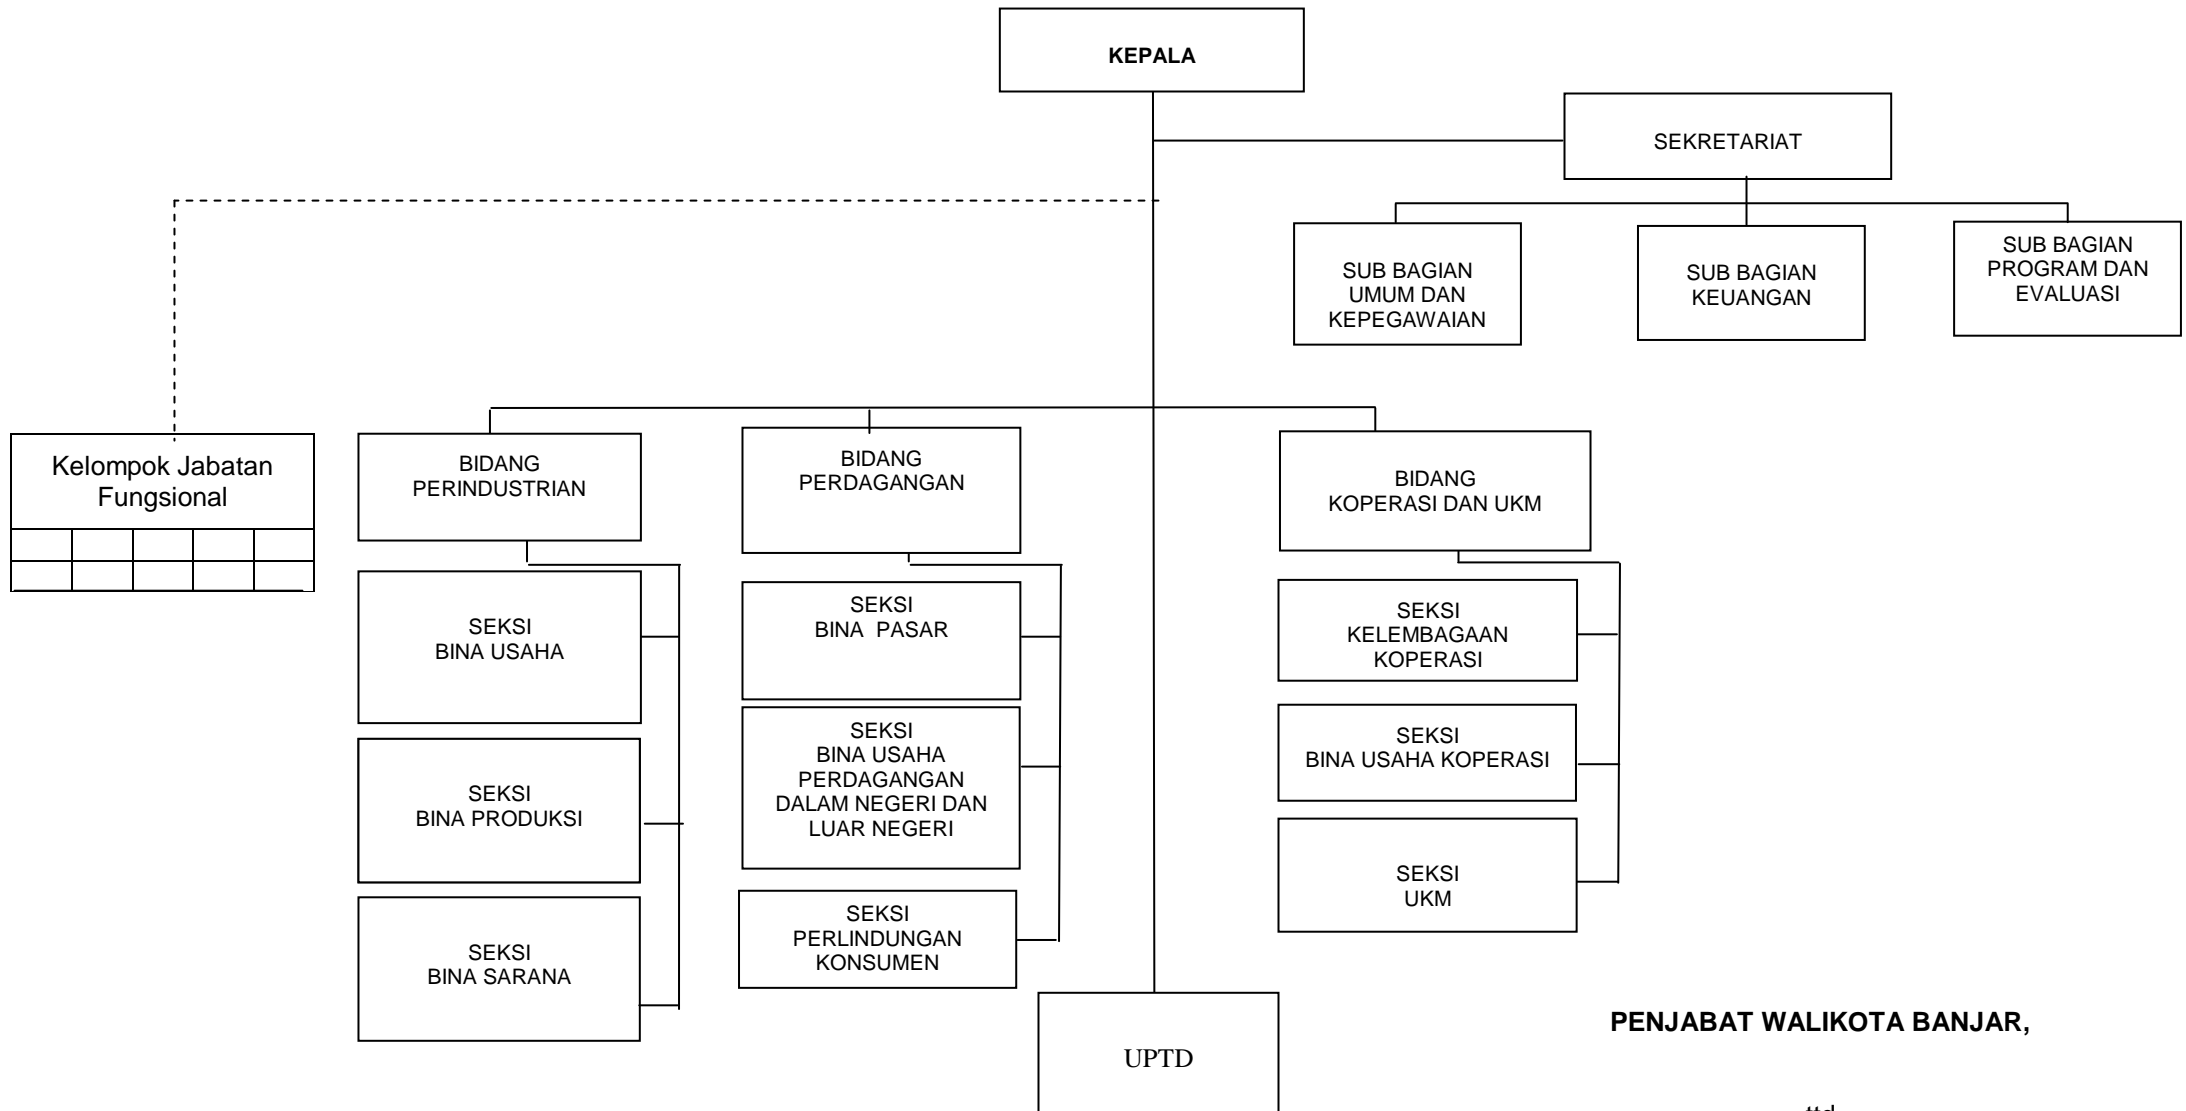 KEPALA
SEKRETARIAT
SUB BAGIAN
UMUM DAN
KEPEGAWAIAN
SUB BAGIAN
KEUANGAN
SUB BAGIAN
PROGRAM DAN
EVALUASI
Kelompok Jabatan
Fungsional
BIDANG
PERINDUSTRIAN
SEKSI
BINA USAHA
SEKSI
BINA PRODUKSI
SEKSI
BINA SARANA
BIDANG
PERDAGANGAN
SEKSI
BINA PASAR
SEKSI
BINA USAHA
PERDAGANGAN
DALAM NEGERI DAN
LUAR NEGERI
SEKSI
PERLINDUNGAN
KONSUMEN
BIDANG
KOPERASI DAN UKM
SEKSI
KELEMBAGAAN
KOPERASI
SEKSI
BINA USAHA KOPERASI
SEKSI
UKM
UPTD
PENJABAT WALIKOTA BANJAR,
ttd